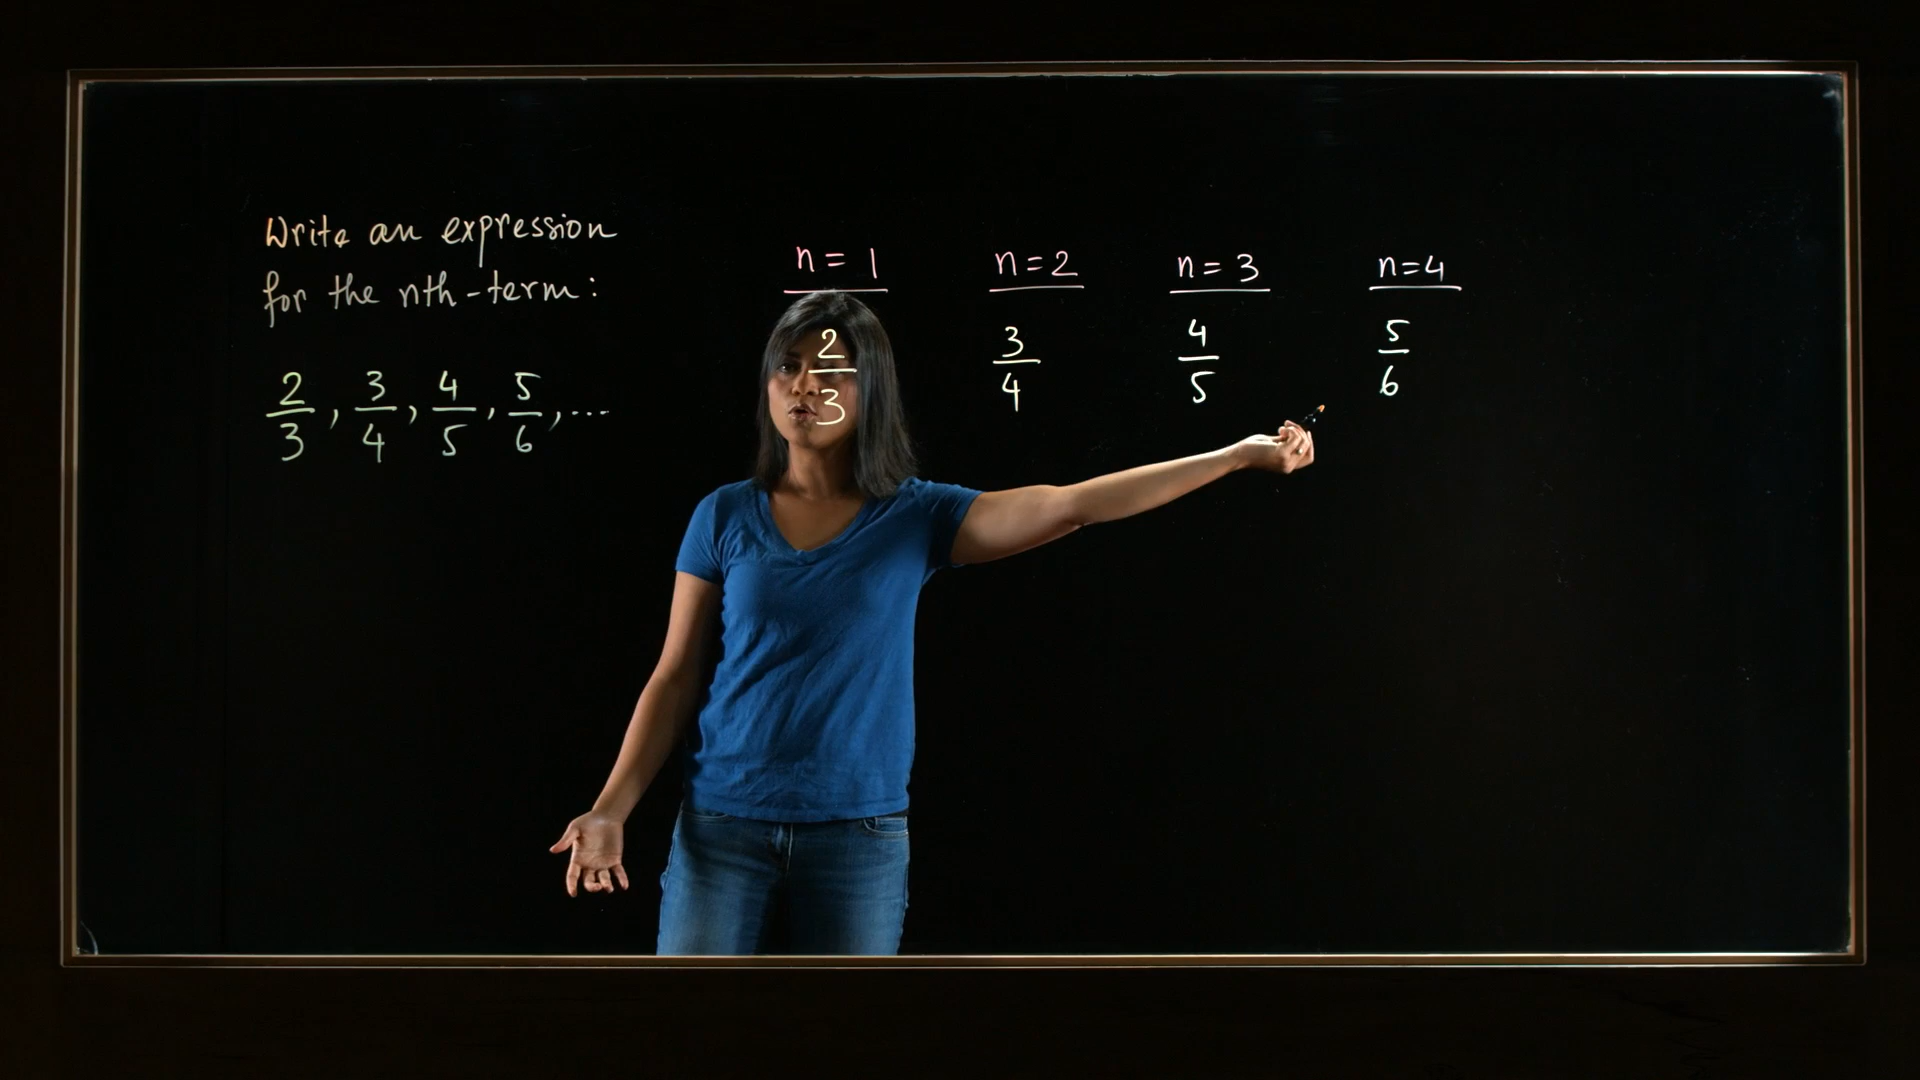 Write an expression
for the nth-term:
2/3, 3/4, 4/5, 5/6, ...
n=1 n=2 n=3 n=4
2/3 3/4 4/5 5/6